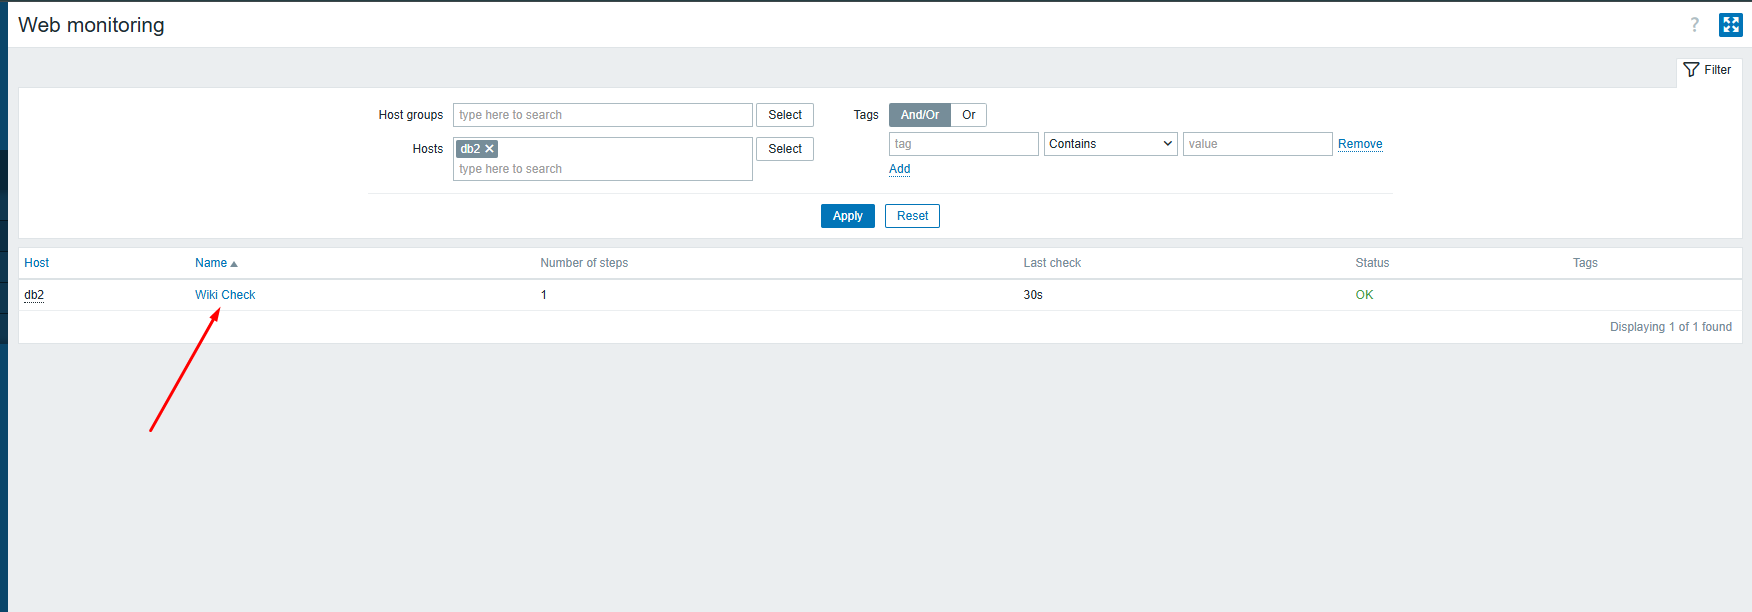 Web monitoring
?
Filter
Host groups type here to search Select Tags And/Or Or
Hosts db2 Select tag Contains value Remove
type here to search Add
Apply Reset
Host Name Number of steps Last check Status Tags
db2 Wiki Check 1 30s OK
Displaying 1 of 1 found